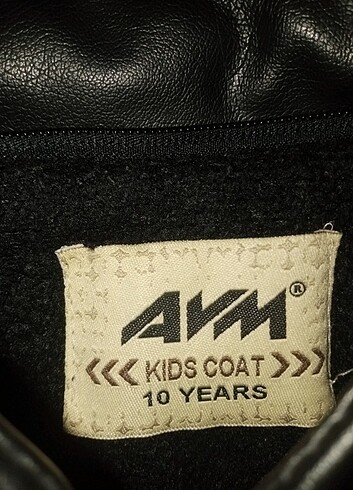 AVM®
<<< KIDS COAT >>>
10 YEARS